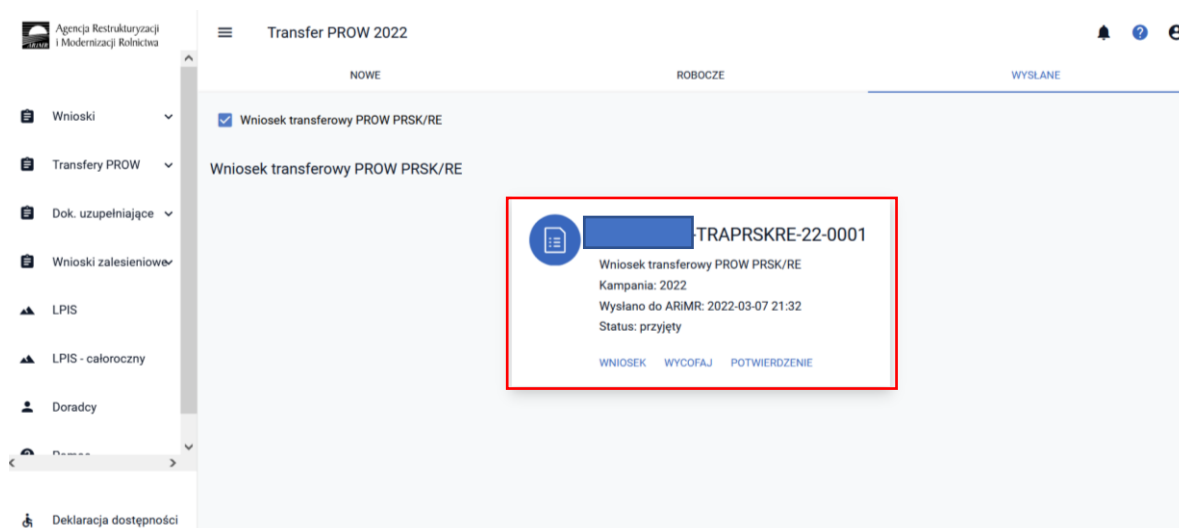 Agencja Restrukturyzacji
i Modernizacji Rolnictwa
ARiMR
Transfer PROW 2022
NOWE
ROBOCZE
WYSŁANE
Wnioski
Transfery PROW
Dok. uzupełniające
Wnioski zalesieniowe
LPIS
LPIS - całoroczny
Doradcy
Deklaracja dostępności
Wniosek transferowy PROW PRSK/RE
Wniosek transferowy PROW PRSK/RE
-TRAPRSKRE-22-0001
Wniosek transferowy PROW PRSK/RE
Kampania: 2022
Wysłano do ARiMR: 2022-03-07 21:32
Status: przyjęty
WNIOSEK WYCOFAJ POTWIERDZENIE